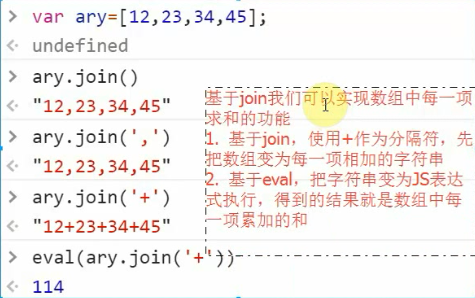 > var ary=[12,23,34,45];
< undefined
> ary.join()
< "12,23,34,45"
> ary.join(',')
< "12,23,34,45"
> ary.join('+')
< "12+23+34+45"
> eval(ary.join('+'))
< 114
基于join我们可以实现数组中每一项
求和的功能
1. 基于join，使用+作为分隔符，先
把数组变为每一项相加的字符串
2. 基于eval，把字符串变为JS表达
式执行，得到的结果就是数组中每
一项累加的和